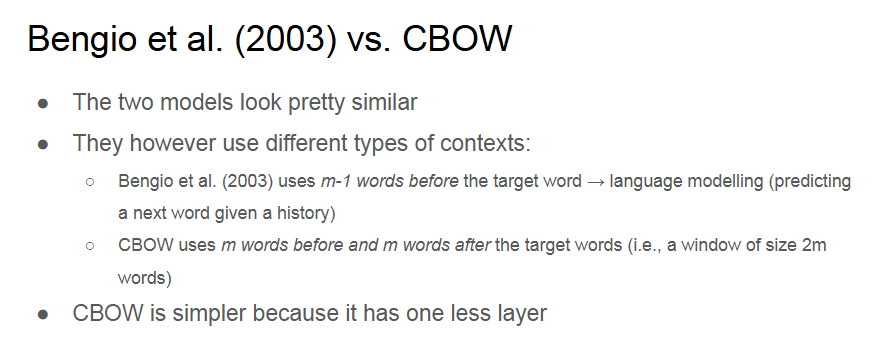 Bengio et al. (2003) vs. CBOW
● The two models look pretty similar
● They however use different types of contexts:
○ Bengio et al. (2003) uses m-1 words before the target word → language modelling (predicting
a next word given a history)
○ CBOW uses m words before and m words after the target words (i.e., a window of size 2m
words)
● CBOW is simpler because it has one less layer